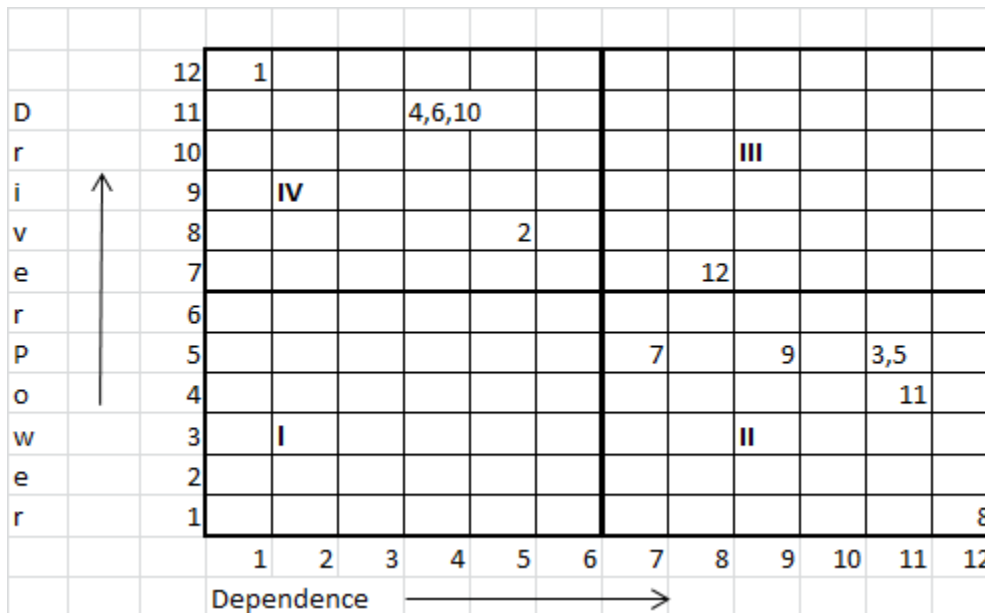 12 1
D 11 4,6,10
r 10 III
i 9 IV
v 8 2
e 7 12
r 6
P 5 7 9 3,5
o 4 11
w 3 I II
e 2
r 1 8
1 2 3 4 5 6 7 8 9 10 11 12
Dependence